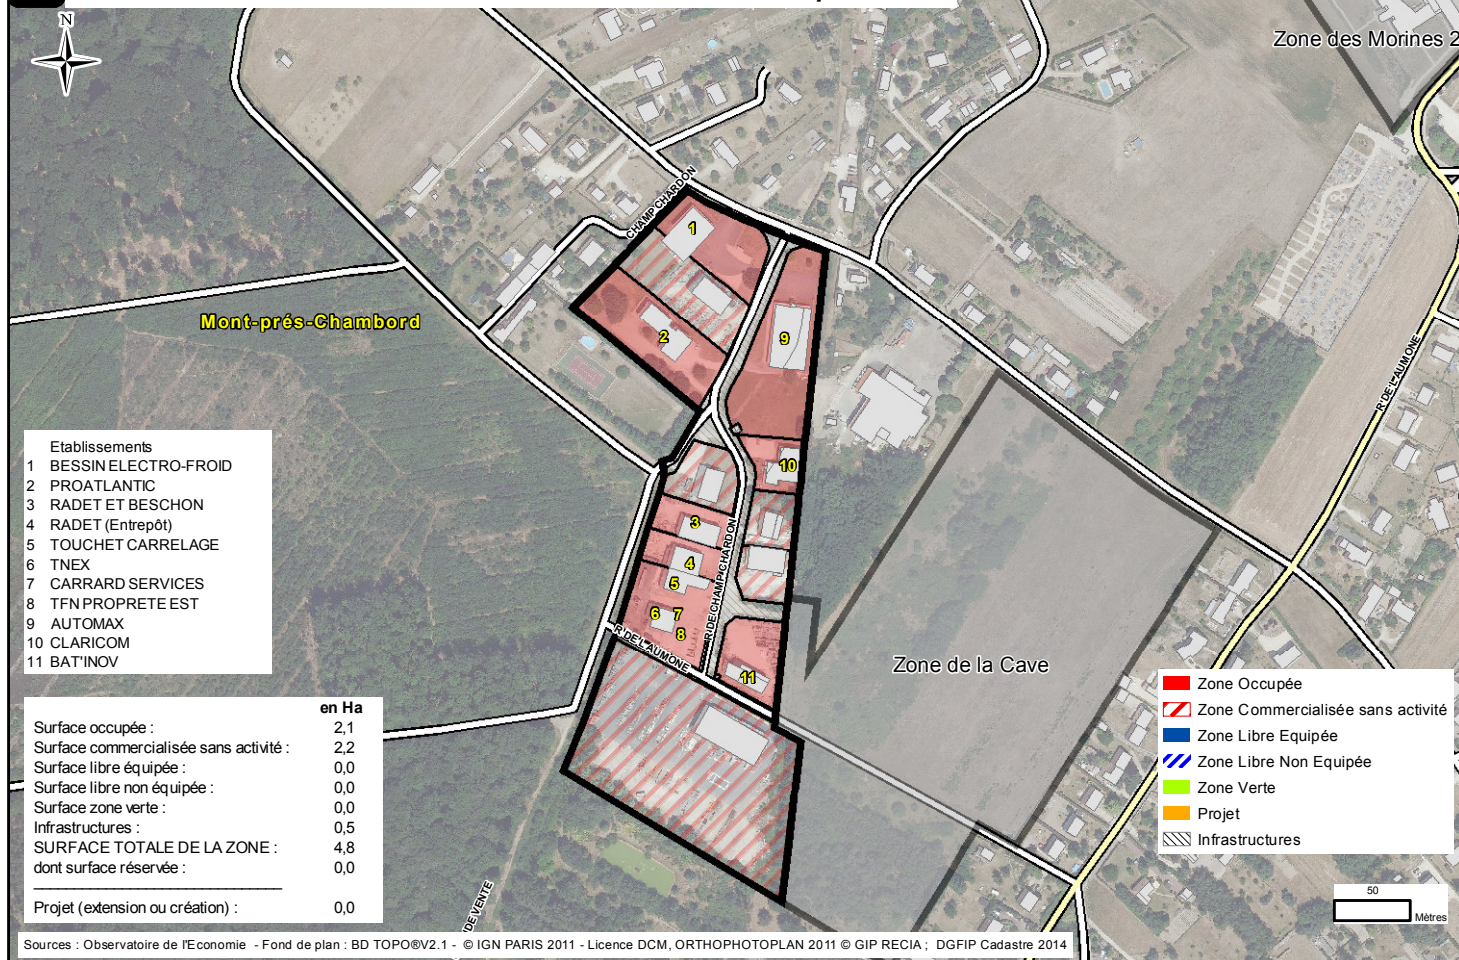 N
Zone des Morines 2
CHAMP CHARDON
Mont-prés-Chambord
1
2
9
10
3
4
5
6 7
8
11
R DE CHAMP CHARDON
R DE L'AUMONE
R DE L'AUMONE
Zone de la Cave
Etablissements
1 BESSIN ELECTRO-FROID
2 PROATLANTIC
3 RADET ET BESCHON
4 RADET (Entrepôt)
5 TOUCHET CARRELAGE
6 TNEX
7 CARRARD SERVICES
8 TFN PROPRETE EST
9 AUTOMAX
10 CLARICOM
11 BAT'INOV
en Ha
Surface occupée : 2,1
Surface commercialisée sans activité : 2,2
Surface libre équipée : 0,0
Surface libre non équipée : 0,0
Surface zone verte : 0,0
Infrastructures : 0,5
SURFACE TOTALE DE LA ZONE : 4,8
dont surface réservée : 0,0
Projet (extension ou création) : 0,0
DE VENTE
Zone Occupée
Zone Commercialisée sans activité
Zone Libre Equipée
Zone Libre Non Equipée
Zone Verte
Projet
Infrastructures
50
Mètres
Sources : Observatoire de l'Economie - Fond de plan : BD TOPO®V2.1 - © IGN PARIS 2011 - Licence DCM, ORTHOPHOTOPLAN 2011 © GIP RECIA ; DGFIP Cadastre 2014